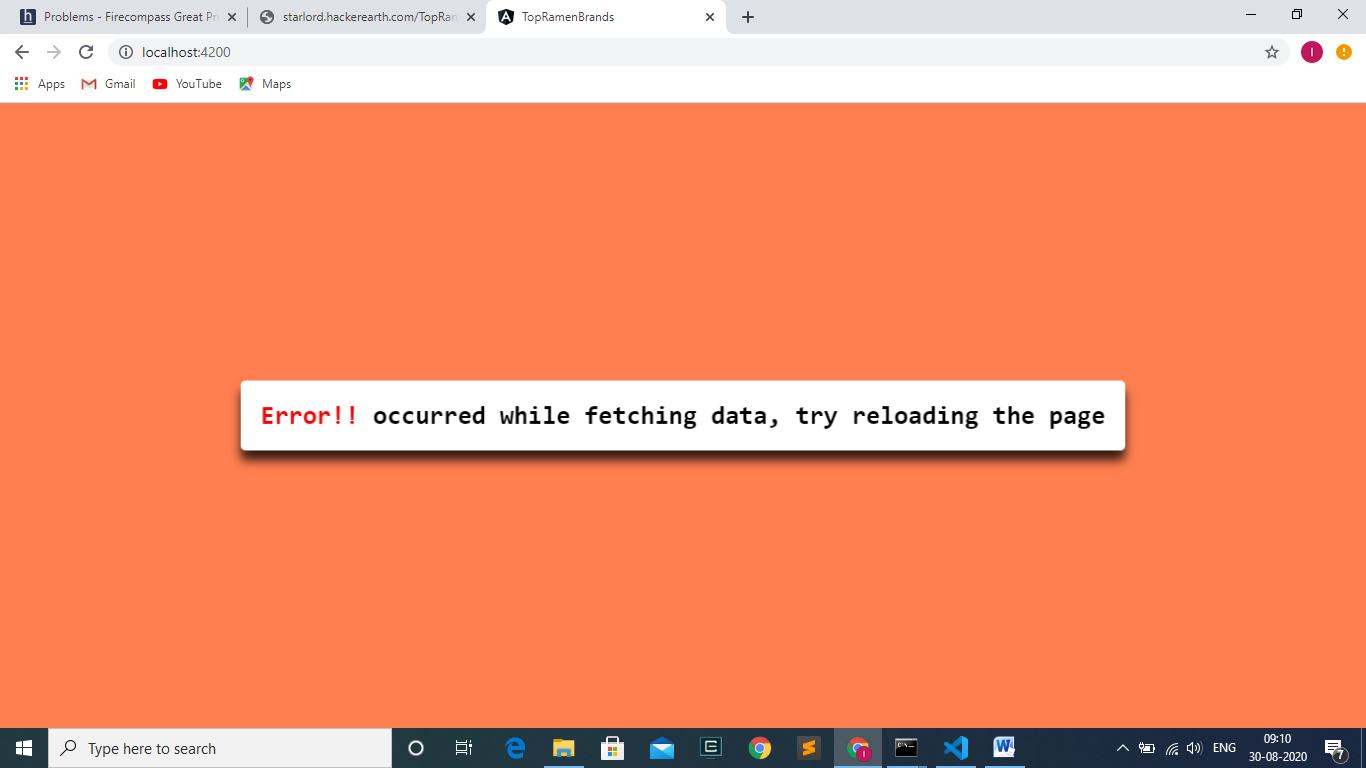 Problems - Firecompass Great Pr
starlord.hackerearth.com/TopRam
TopRamenBrands
localhost:4200
I
Apps
Gmail
YouTube
Maps
Error!! occurred while fetching data, try reloading the page
Type here to search
ENG
09:10
30-08-2020
7